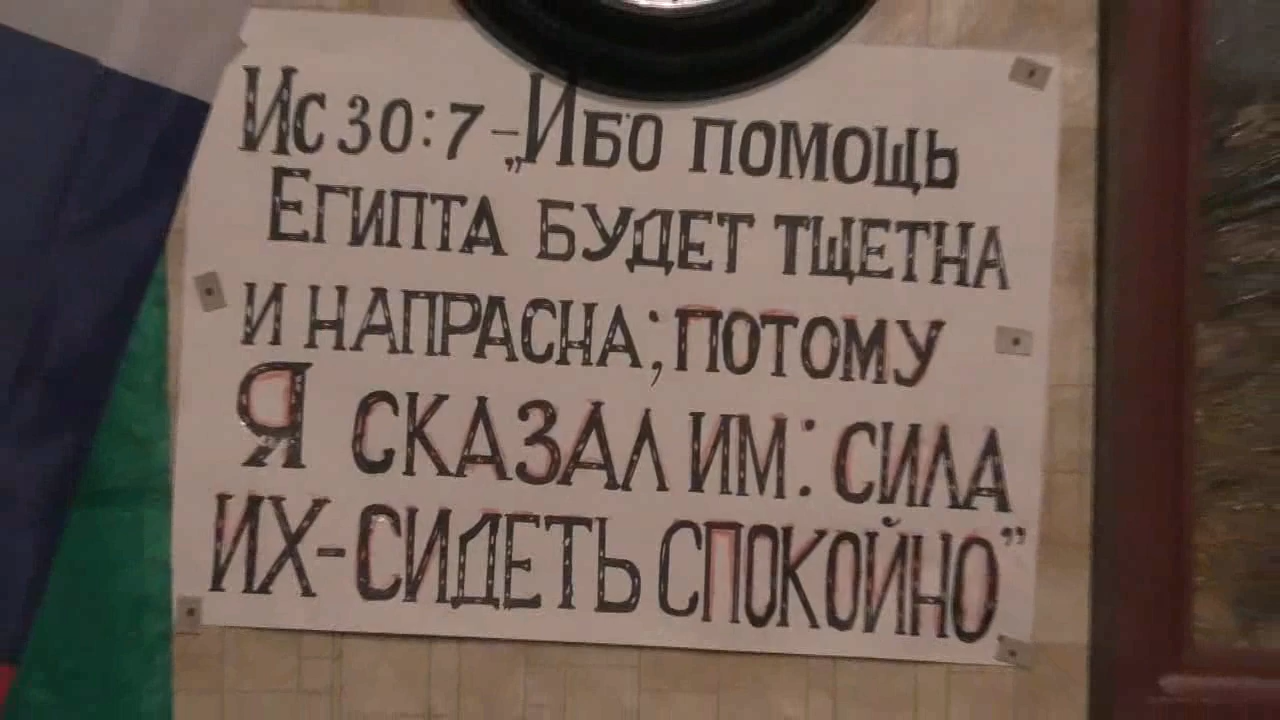 Ис 30:7 – „Ибо помощь
Египта будет тщетна
и напрасна; потому
Я сказал им: сила
их - сидеть спокойно”